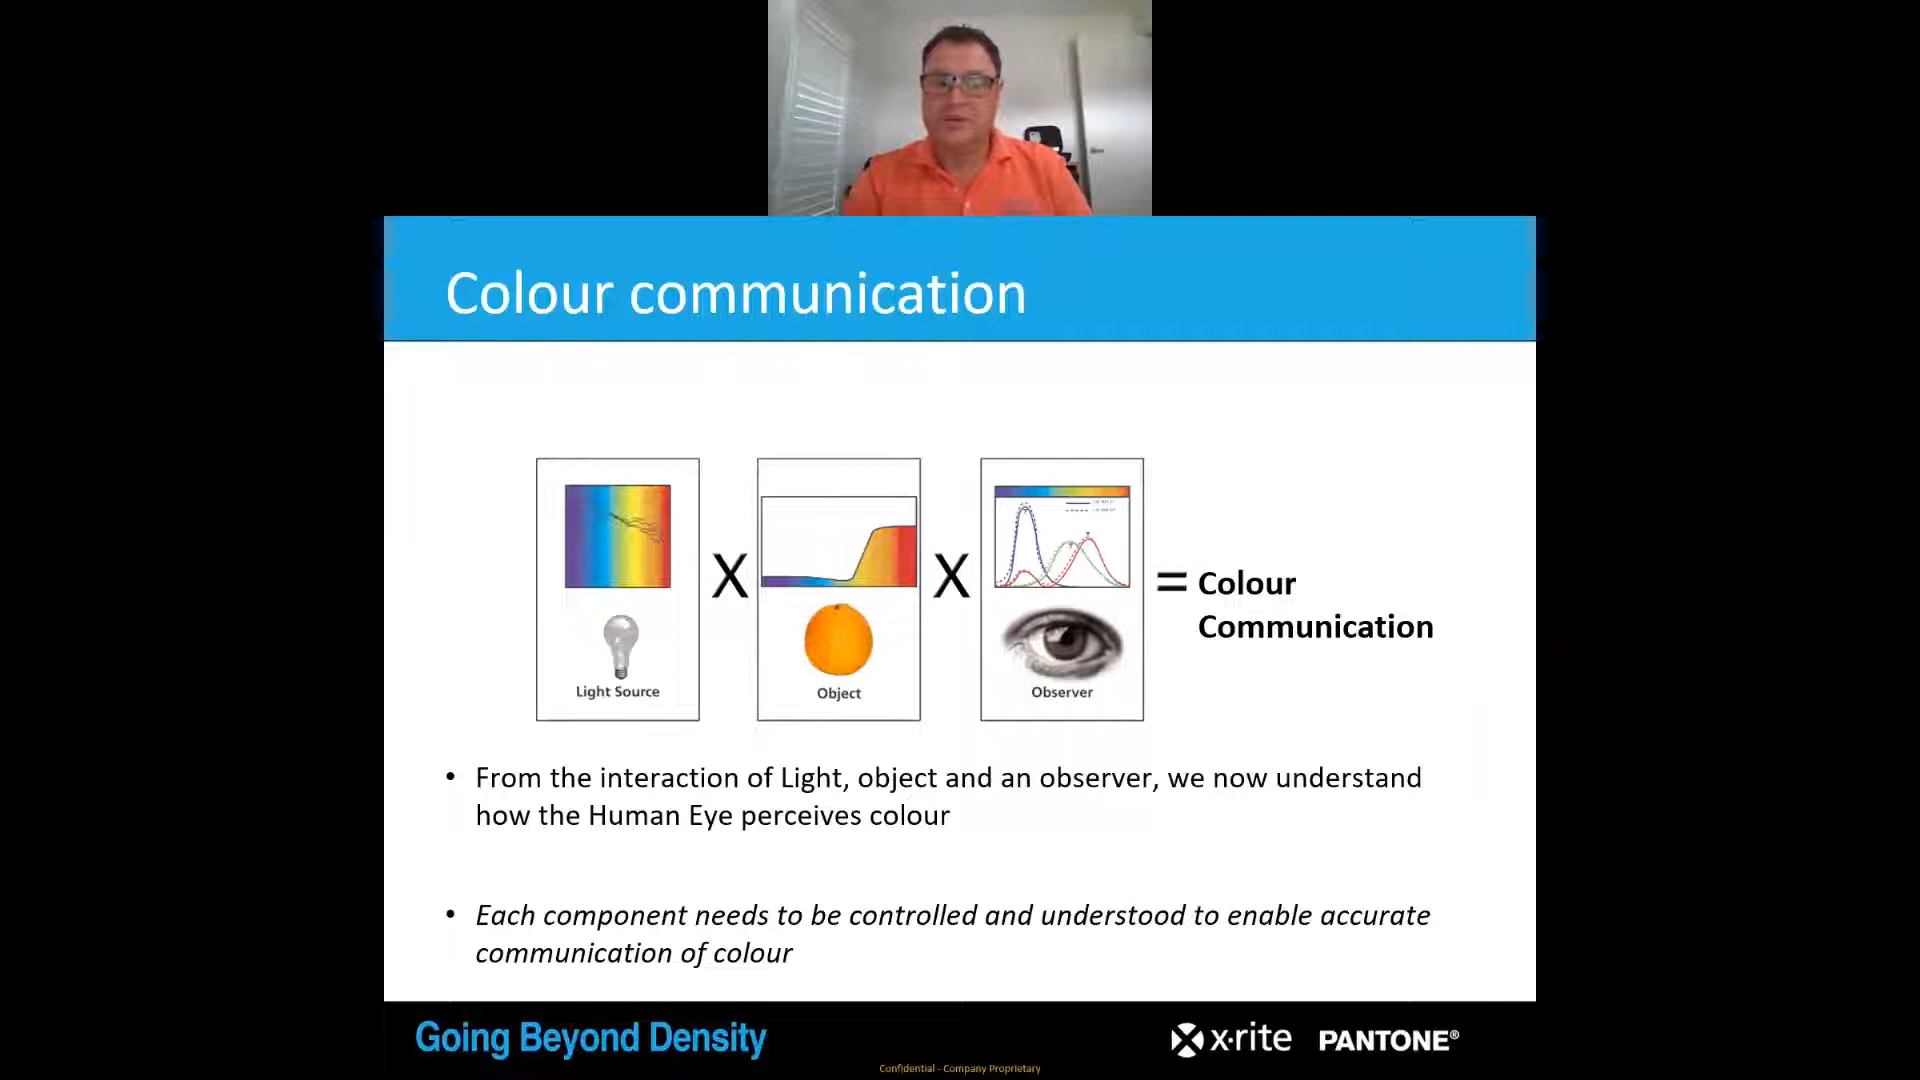 Colour communication
X
X
=
Colour
Communication
Light Source
Object
Observer
• From the interaction of Light, object and an observer, we now understand
how the Human Eye perceives colour
• Each component needs to be controlled and understood to enable accurate
communication of colour
Going Beyond Density
x·rite
PANTONE®
Confidential - Company Proprietary